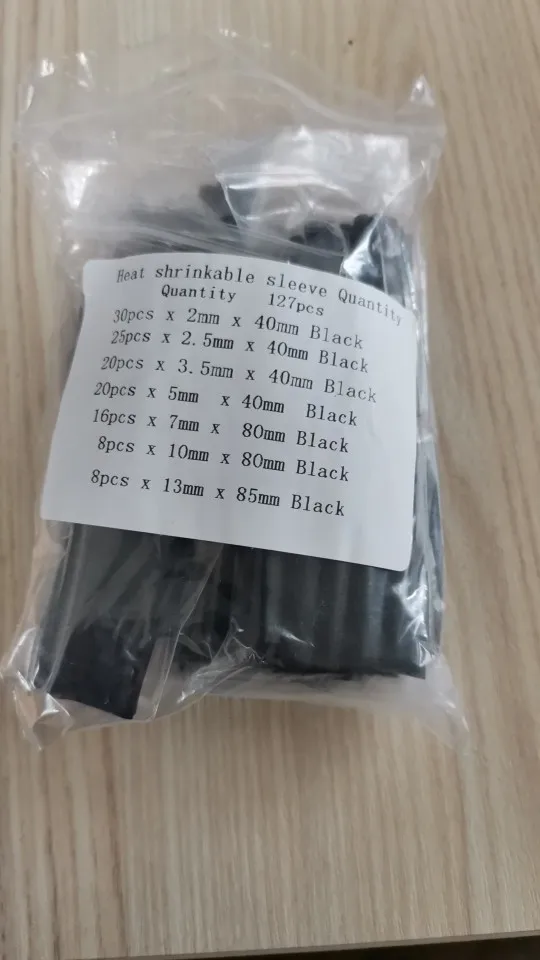 Heat shrinkable sleeve Quantity
Quantity 127pcs
30pcs x 2mm x 40mm Black
25pcs x 2.5mm x 40mm Black
20pcs x 3.5mm x 40mm Black
20pcs x 5mm x 40mm Black
16pcs x 7mm x 80mm Black
8pcs x 10mm x 80mm Black
8pcs x 13mm x 85mm Black